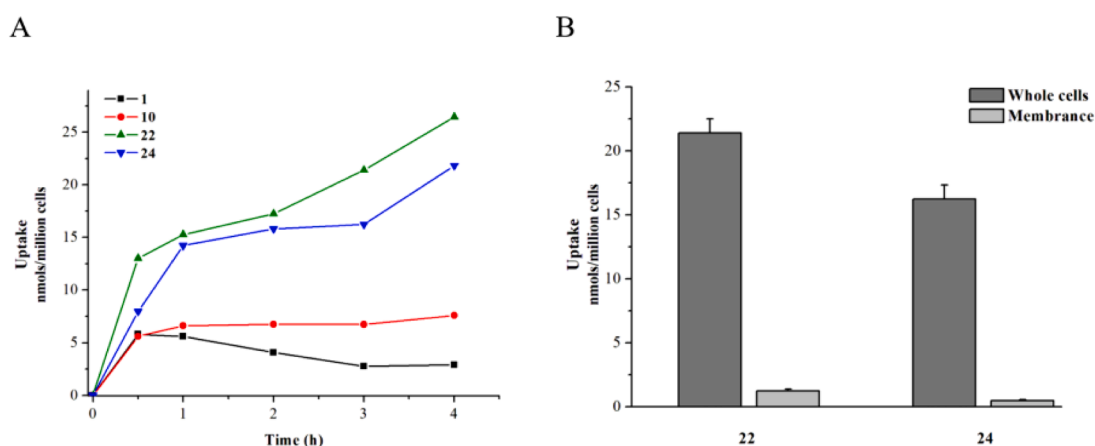 A
B
1
10
22
24
25
20
15
10
5
0
Uptake
nmols/million cells
0 1 2 3 4
Time (h)
Whole cells
Membrance
25
20
15
10
5
0
Uptake
nmols/million cells
22 24